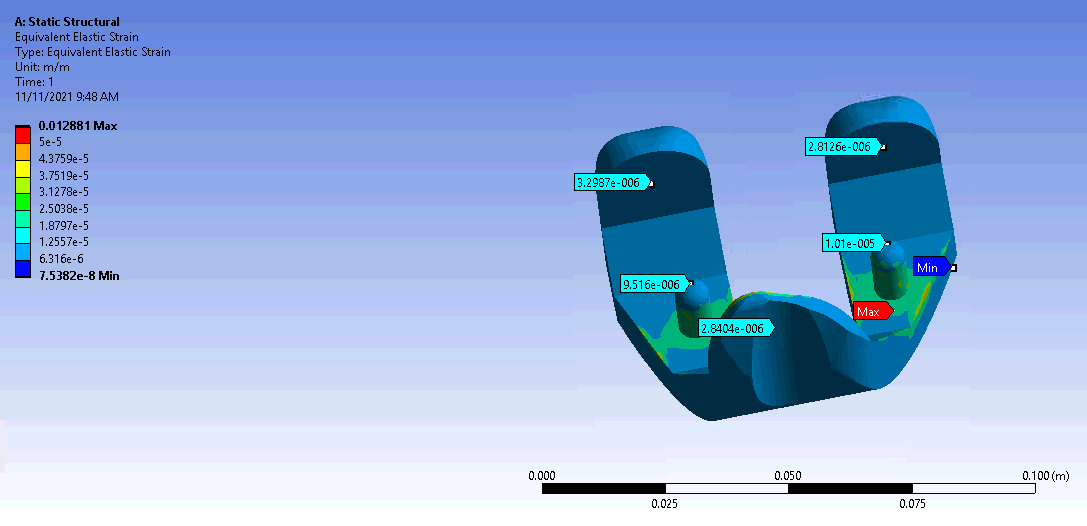 A: Static Structural
Equivalent Elastic Strain
Type: Equivalent Elastic Strain
Unit: m/m
Time: 1
11/11/2021 9:48 AM
0.012881 Max
5e-5
4.3759e-5
3.7519e-5
3.1278e-5
2.5038e-5
1.8797e-5
1.2557e-5
6.316e-6
7.5382e-8 Min
2.8126e-006
3.2987e-006
1.01e-005
Min
9.516e-006
Max
2.8404e-006
0.000 0.050 0.100 (m)
0.025 0.075